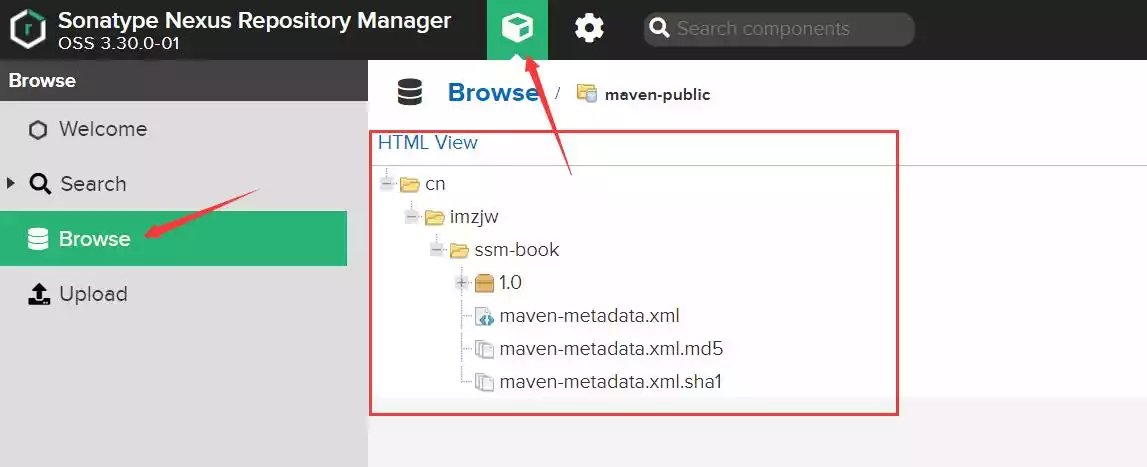 Sonatype Nexus Repository Manager
OSS 3.30.0-01
Search components
Browse
Welcome
Search
Browse
Upload
Browse / maven-public
HTML View
cn
imzjw
ssm-book
1.0
maven-metadata.xml
maven-metadata.xml.md5
maven-metadata.xml.sha1